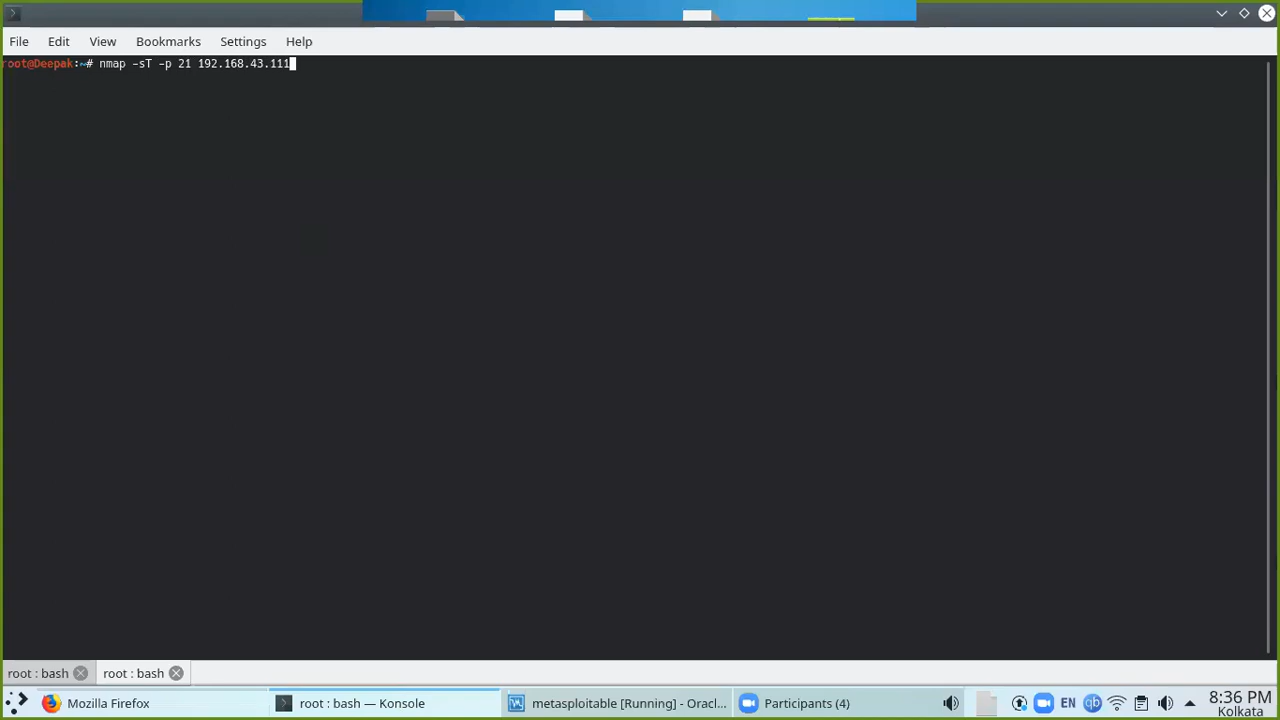 File Edit View Bookmarks Settings Help
root@Deepak:~# nmap -sT -p 21 192.168.43.111
root : bash root : bash
Mozilla Firefox root : bash — Konsole metasploitable [Running] - Oracl... Participants (4) EN qb 8:36 PM
Kolkata